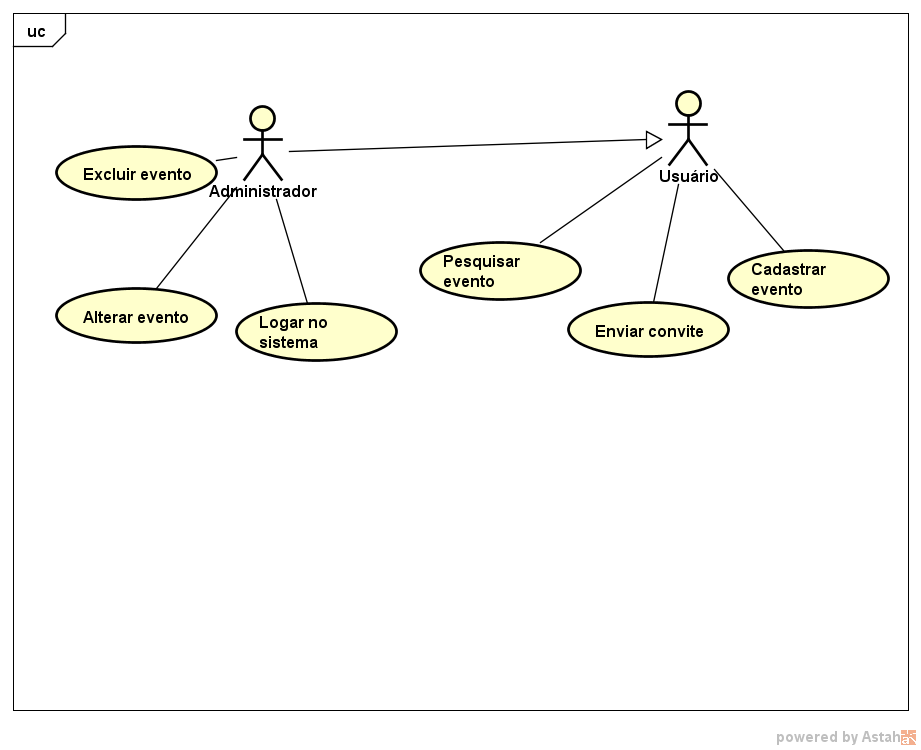 uc
Excluir evento
Administrador
Usuário
Pesquisar
evento
Cadastrar
evento
Alterar evento
Logar no
sistema
Enviar convite
powered by Astah